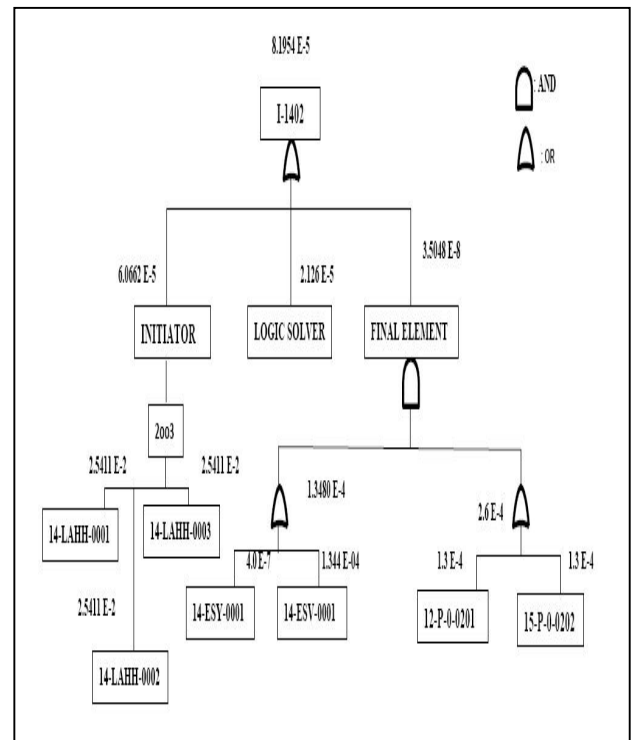 8.1954 E-5
I-1402
: AND
: OR
6.0662 E-5
2.126 E-5
3.5048 E-8
INITIATOR
LOGIC SOLVER
FINAL ELEMENT
2oo3
2.5411 E-2
2.5411 E-2
1.3480 E-4
2.6 E-4
14-LAHH-0001
14-LAHH-0003
4.0 E-7
1.344 E-04
1.3 E-4
1.3 E-4
2.5411 E-2
14-ESY-0001
14-ESV-0001
12-P-0-0201
15-P-0-0202
14-LAHH-0002